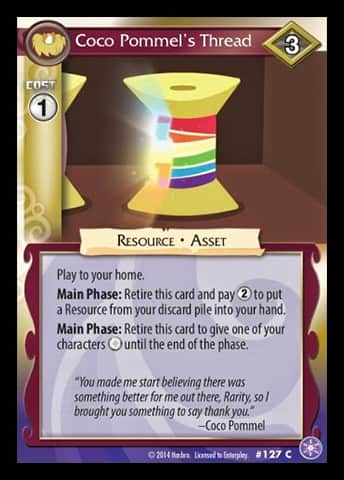 Coco Pommel's Thread
3
COST
1
RESOURCE • ASSET
Play to your home.
Main Phase: Retire this card and pay 2 to put
a Resource from your discard pile into your hand.
Main Phase: Retire this card to give one of your
characters until the end of the phase.
"You made me start believing there was
something better for me out there, Rarity, so I
brought you something to say thank you."
–Coco Pommel
© 2014 Hasbro. Licensed to Enterplay. #127 C